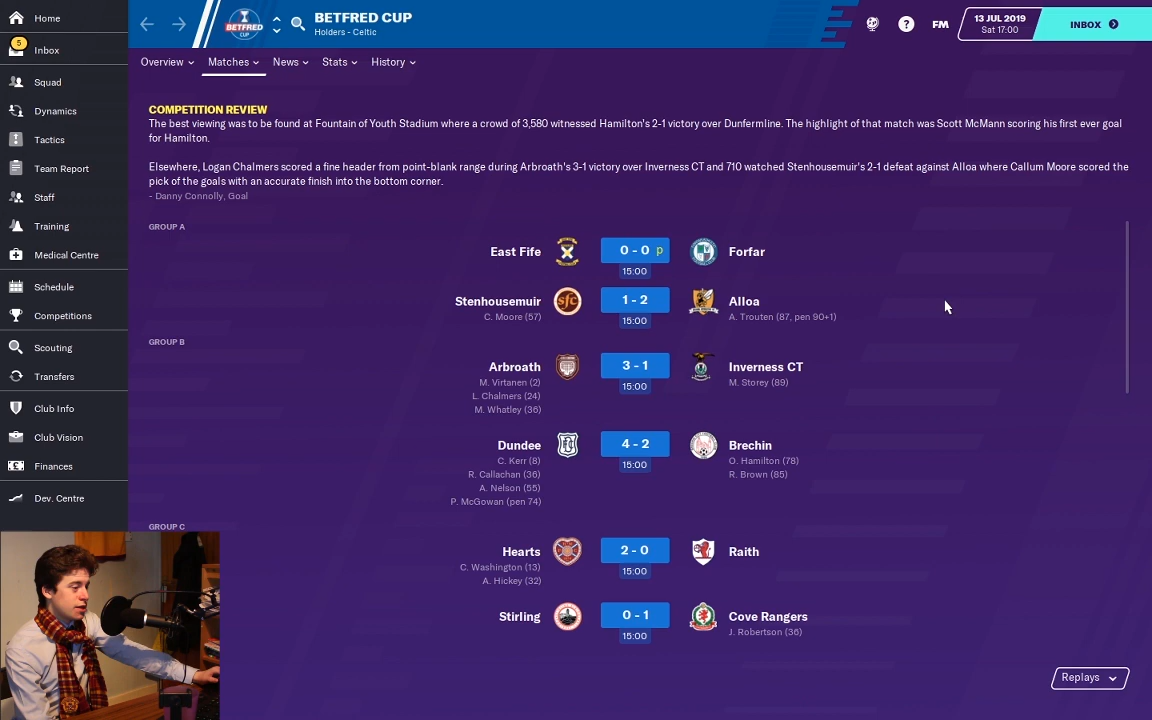 Home
5
Inbox
Squad
Dynamics
Tactics
Team Report
Staff
Training
Medical Centre
Schedule
Competitions
Scouting
Transfers
Club Info
Club Vision
Finances
Dev. Centre
BETFRED CUP
BETFRED CUP
Holders - Celtic
?
FM
13 JUL 2019
Sat 17:00
INBOX
Overview
Matches
News
Stats
History
COMPETITION REVIEW
The best viewing was to be found at Fountain of Youth Stadium where a crowd of 3,580 witnessed Hamilton's 2-1 victory over Dunfermline. The highlight of that match was Scott McMann scoring his first ever goal
for Hamilton.
Elsewhere, Logan Chalmers scored a fine header from point-blank range during Arbroath's 3-1 victory over Inverness CT and 710 watched Stenhousemuir's 2-1 defeat against Alloa where Callum Moore scored the
pick of the goals with an accurate finish into the bottom corner.
- Danny Connolly, Goal
GROUP A
East Fife 0 - 0 p Forfar
15:00
Stenhousemuir sfc 1 - 2 Alloa
C. Moore (57) 15:00 A. Trouten (87, pen 90+1)
GROUP B
Arbroath 3 - 1 Inverness CT
M. Virtanen (2) 15:00 M. Storey (89)
L. Chalmers (24)
M. Whatley (36)
Dundee 4 - 2 Brechin
C. Kerr (8) 15:00 O. Hamilton (78)
R. Callachan (36) R. Brown (85)
A. Nelson (55)
P. McGowan (pen 74)
GROUP C
Hearts 2 - 0 Raith
C. Washington (13) 15:00
A. Hickey (32)
Stirling 0 - 1 Cove Rangers
15:00 J. Robertson (36)
Replays